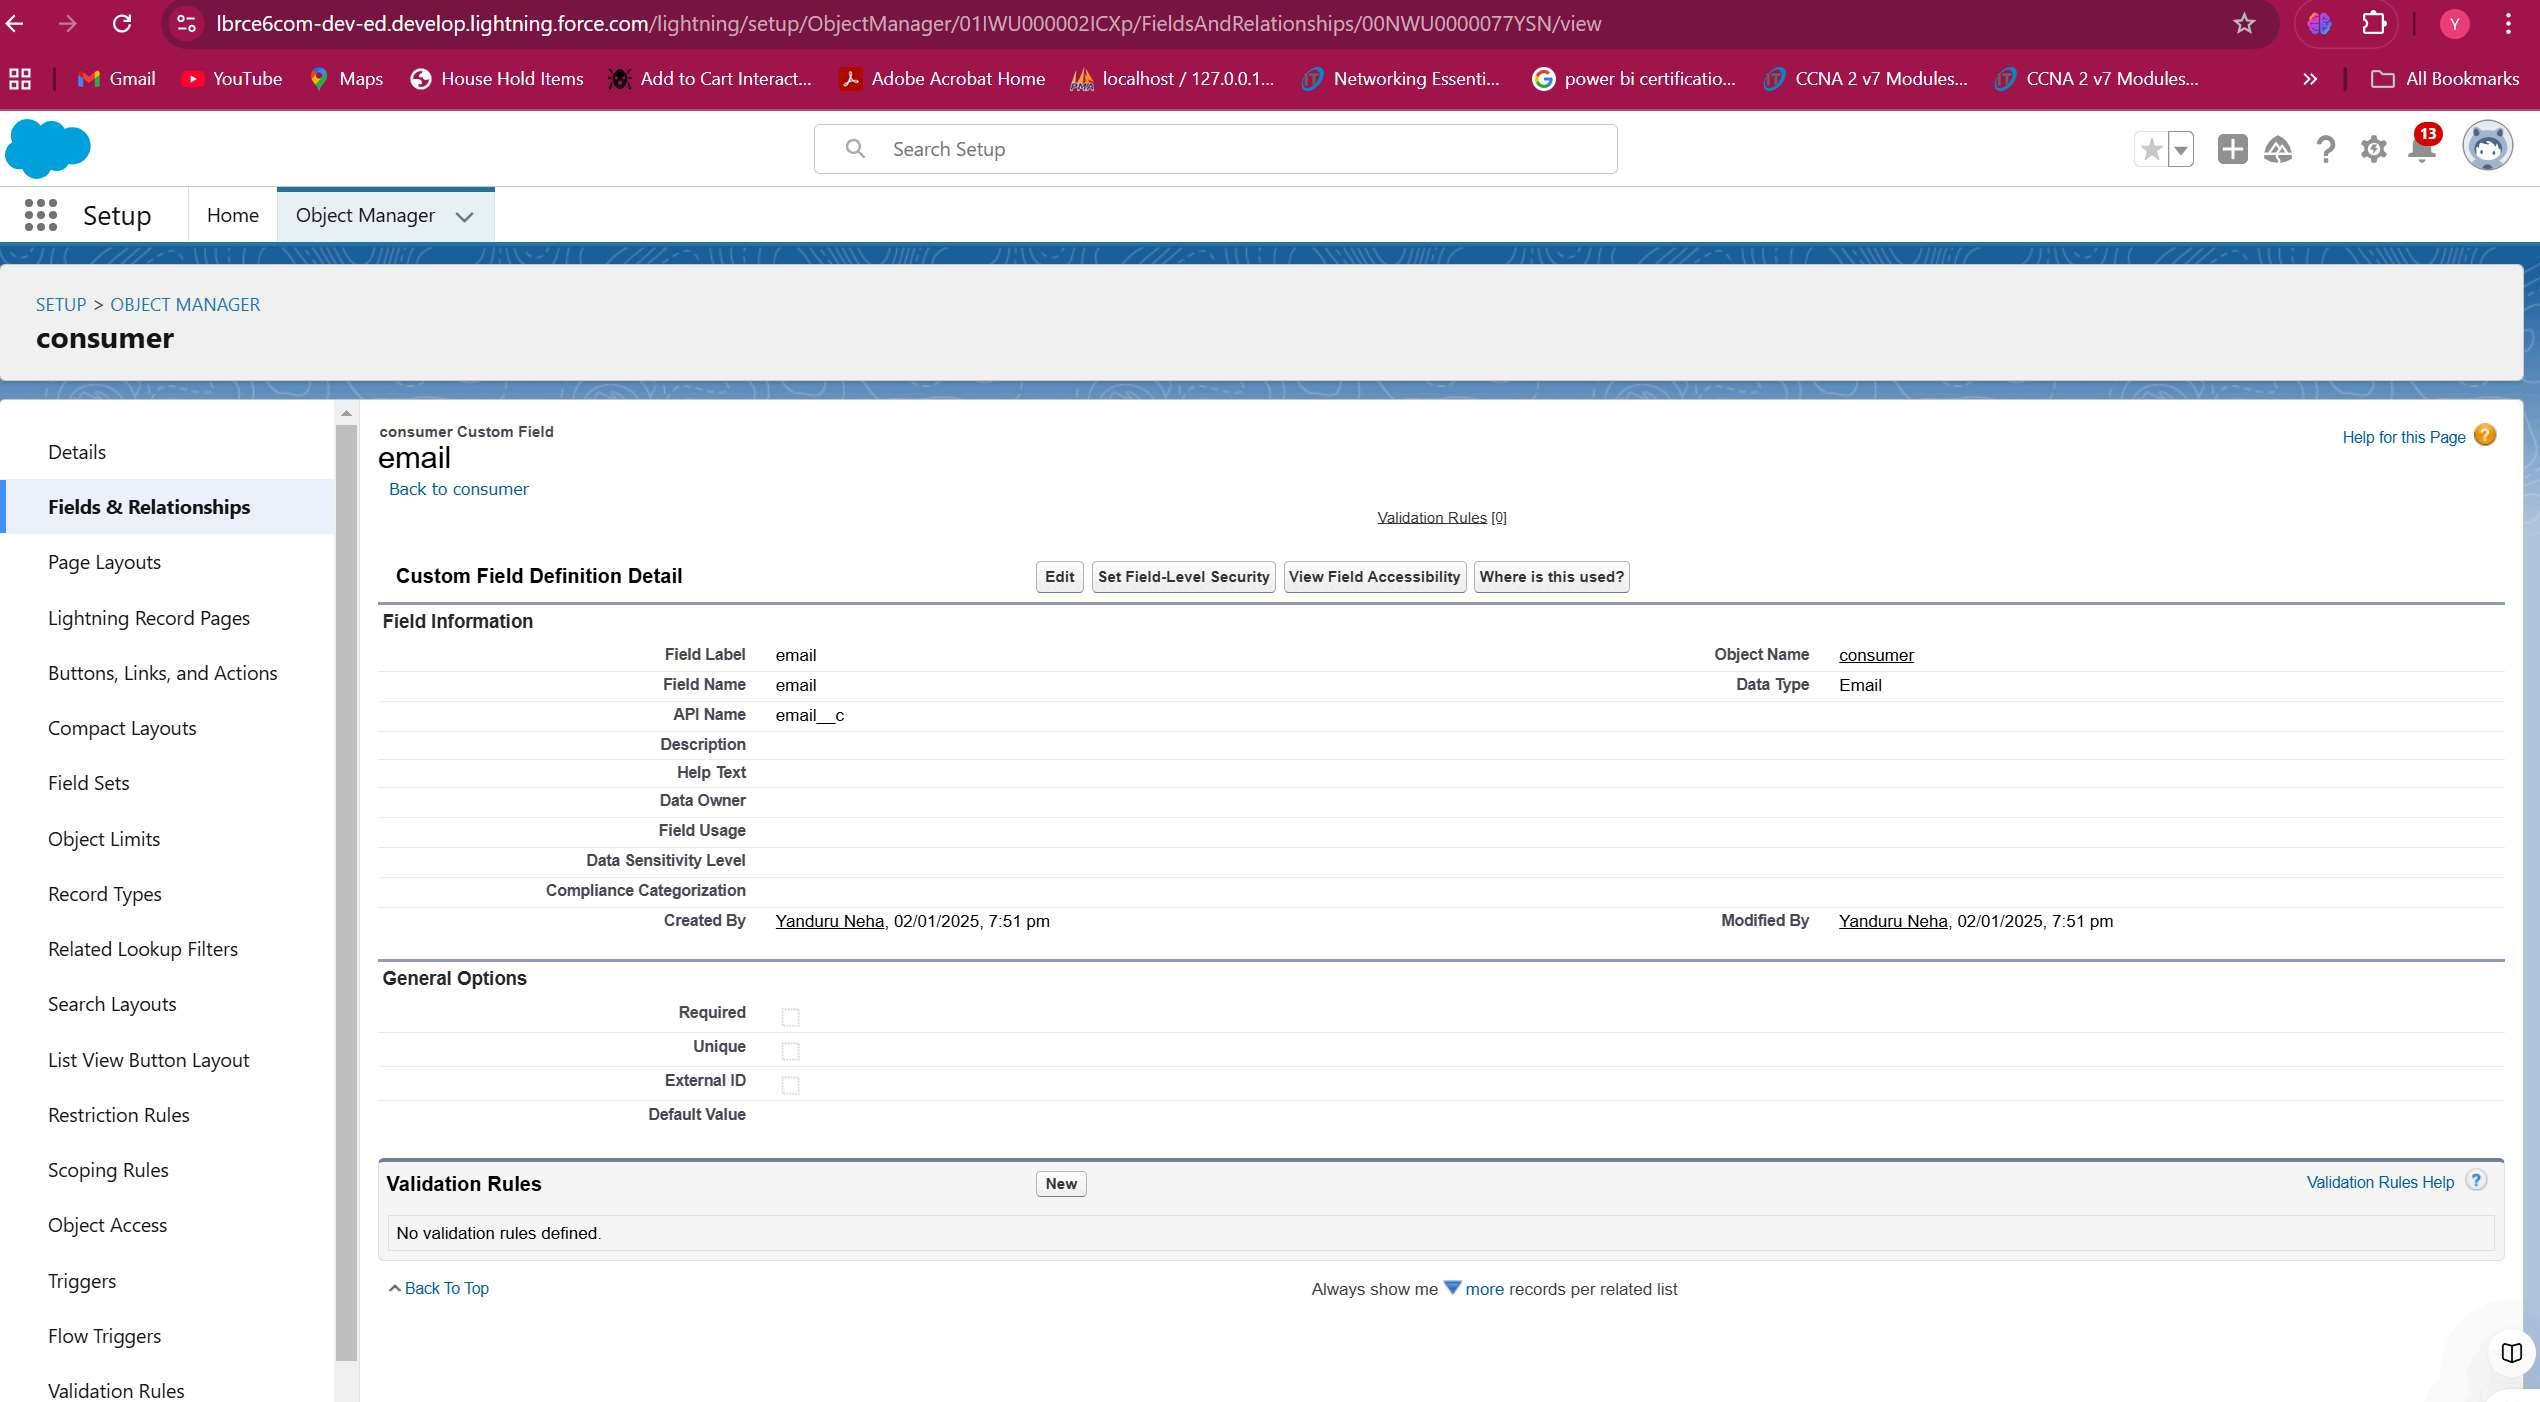 lbrce6com-dev-ed.develop.lightning.force.com/lightning/setup/ObjectManager/01IWU000002ICXp/FieldsAndRelationships/00NWU0000077YSN/view
Y
Gmail YouTube Maps House Hold Items Add to Cart Interact... Adobe Acrobat Home localhost / 127.0.0.1... Networking Essenti... power bi certificatio... CCNA 2 v7 Modules... CCNA 2 v7 Modules... » All Bookmarks
Search Setup
13
Setup Home Object Manager
SETUP > OBJECT MANAGER
consumer
Details
Fields & Relationships
Page Layouts
Lightning Record Pages
Buttons, Links, and Actions
Compact Layouts
Field Sets
Object Limits
Record Types
Related Lookup Filters
Search Layouts
List View Button Layout
Restriction Rules
Scoping Rules
Object Access
Triggers
Flow Triggers
Validation Rules
consumer Custom Field
email
Back to consumer
Help for this Page ?
Validation Rules [0]
Custom Field Definition Detail Edit Set Field-Level Security View Field Accessibility Where is this used?
Field Information
Field Label email Object Name consumer
Field Name email Data Type Email
API Name email__c
Description
Help Text
Data Owner
Field Usage
Data Sensitivity Level
Compliance Categorization
Created By Yanduru Neha, 02/01/2025, 7:51 pm Modified By Yanduru Neha, 02/01/2025, 7:51 pm
General Options
Required
Unique
External ID
Default Value
Validation Rules New Validation Rules Help ?
No validation rules defined.
Back To Top Always show me more records per related list